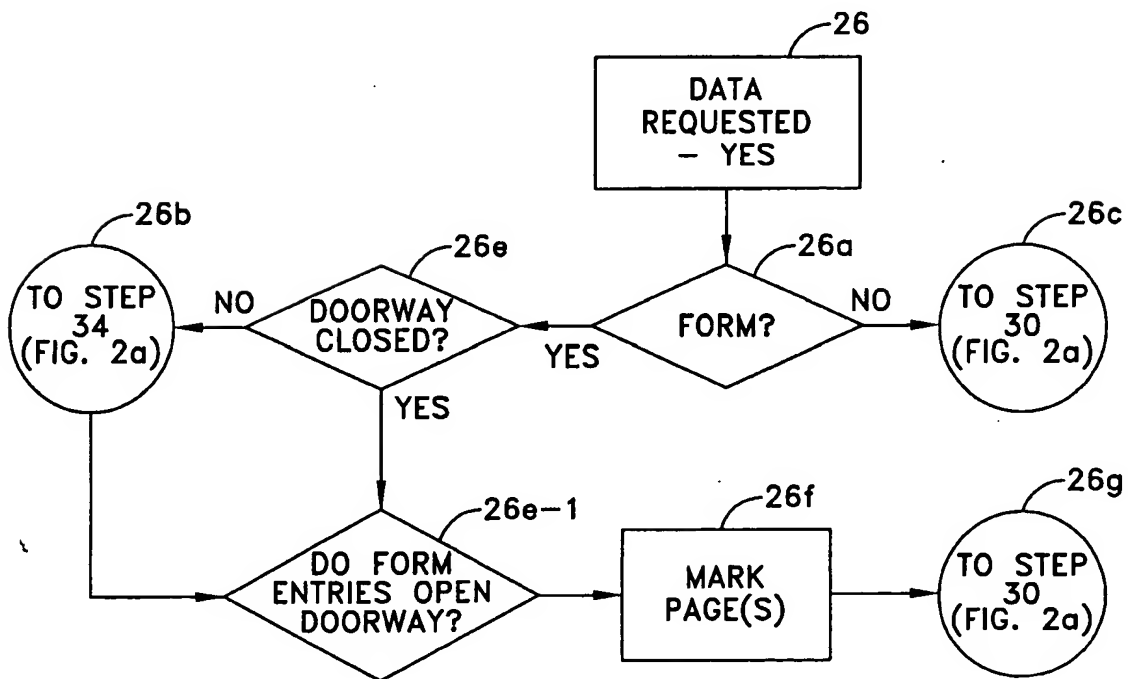 26
DATA
REQUESTED
- YES
26b
26e
26a
26c
TO STEP
34
(FIG. 2a)
NO
DOORWAY
CLOSED?
YES
FORM?
NO
TO STEP
30
(FIG. 2a)
YES
26e-1
26f
26g
DO FORM
ENTRIES OPEN
DOORWAY?
MARK
PAGE(S)
TO STEP
30
(FIG. 2a)